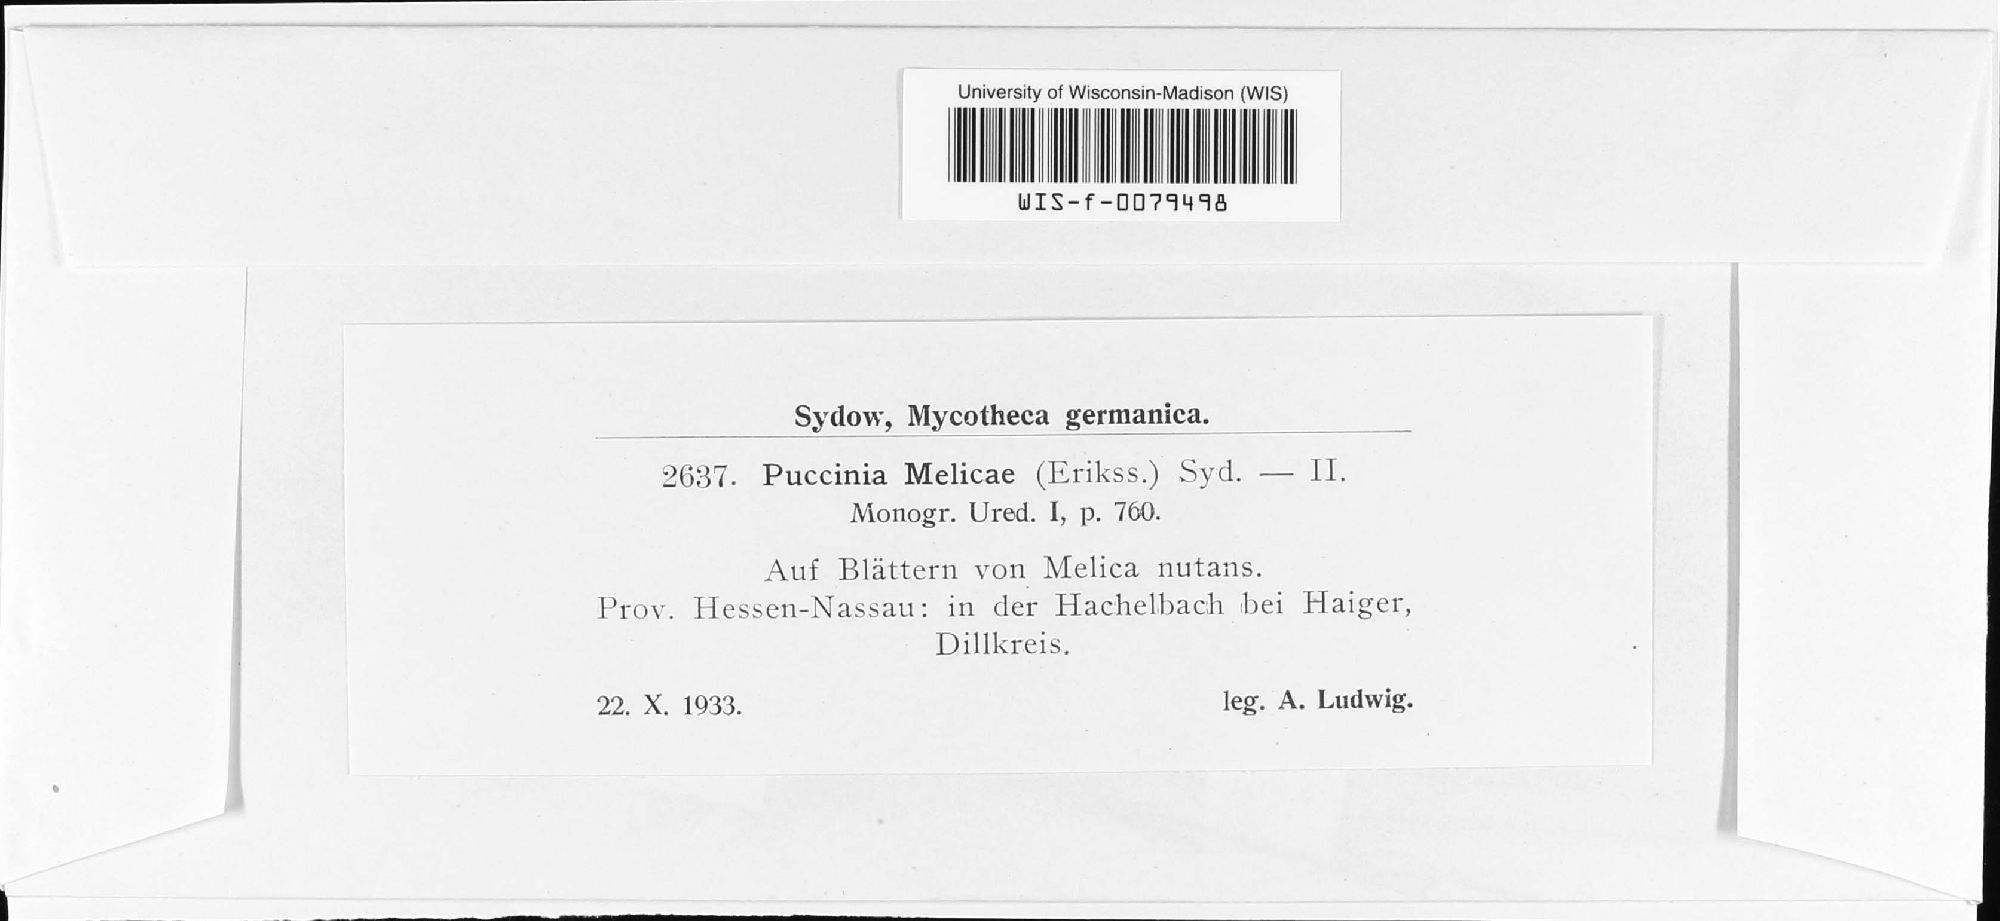 University of Wisconsin-Madison (WIS)
WIS-f-0079498
Sydow, Mycotheca germanica.
2637. Puccinia Melicae (Erikss.) Syd. — II.
Monogr. Ured. I, p. 760.
Auf Blättern von Melica nutans.
Prov. Hessen-Nassau: in der Hachelbach bei Haiger,
Dillkreis.
22. X. 1933.
leg. A. Ludwig.